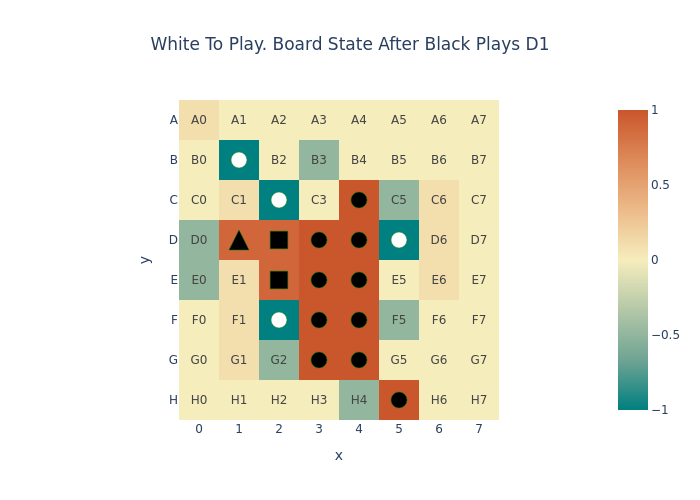 White To Play. Board State After Black Plays D1
A A0 A1 A2 A3 A4 A5 A6 A7
B B0 B2 B3 B4 B5 B6 B7
C C0 C1 C3 C5 C6 C7
D D0 D6 D7
E E0 E1 E5 E6 E7
F F0 F1 F5 F6 F7
G G0 G1 G2 G5 G6 G7
H H0 H1 H2 H3 H4 H6 H7
0 1 2 3 4 5 6 7
x
y
1
0.5
0
−0.5
−1